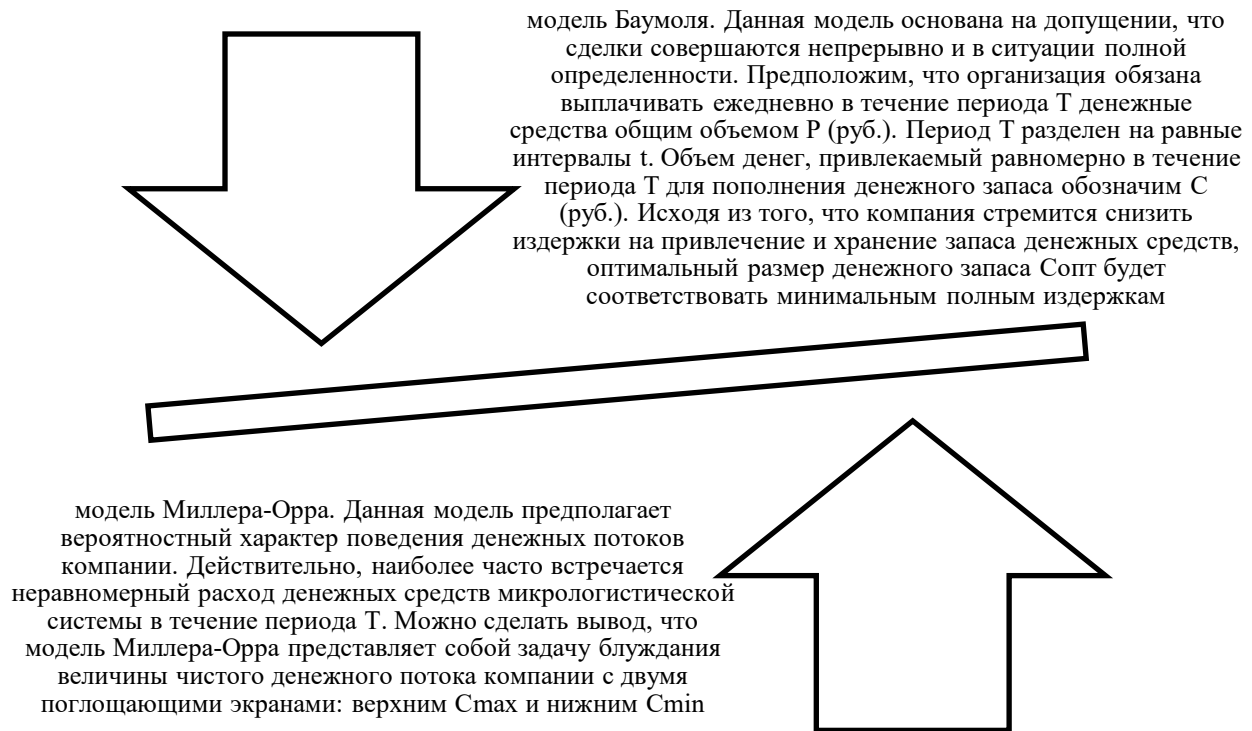 модель Баумоля. Данная модель основана на допущении, что
сделки совершаются непрерывно и в ситуации полной
определенности. Предположим, что организация обязана
выплачивать ежедневно в течение периода Т денежные
средства общим объемом Р (руб.). Период Т разделен на равные
интервалы t. Объем денег, привлекаемый равномерно в течение
периода Т для пополнения денежного запаса обозначим С
(руб.). Исходя из того, что компания стремится снизить
издержки на привлечение и хранение запаса денежных средств,
оптимальный размер денежного запаса Сопт будет
соответствовать минимальным полным издержкам
модель Миллера-Орра. Данная модель предполагает
вероятностный характер поведения денежных потоков
компании. Действительно, наиболее часто встречается
неравномерный расход денежных средств микрологистической
системы в течение периода Т. Можно сделать вывод, что
модель Миллера-Орра представляет собой задачу блуждания
величины чистого денежного потока компании с двумя
поглощающими экранами: верхним Cmax и нижним Cmin